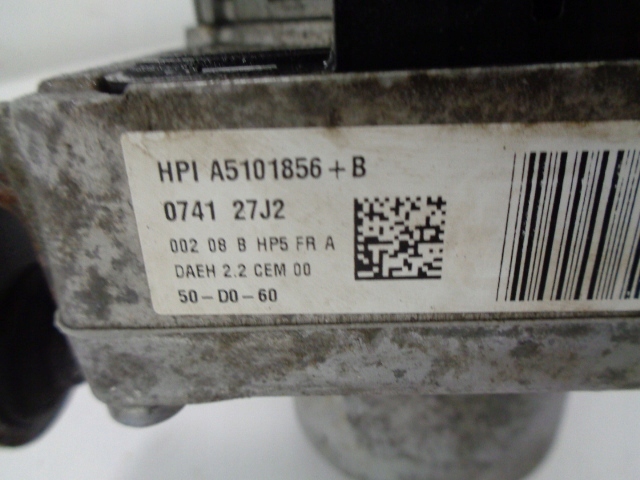 HPI A5101856+B
0741 27J2
002 08 B HP5 FR A
DAEH 2.2 CEM 00
50-D0-60